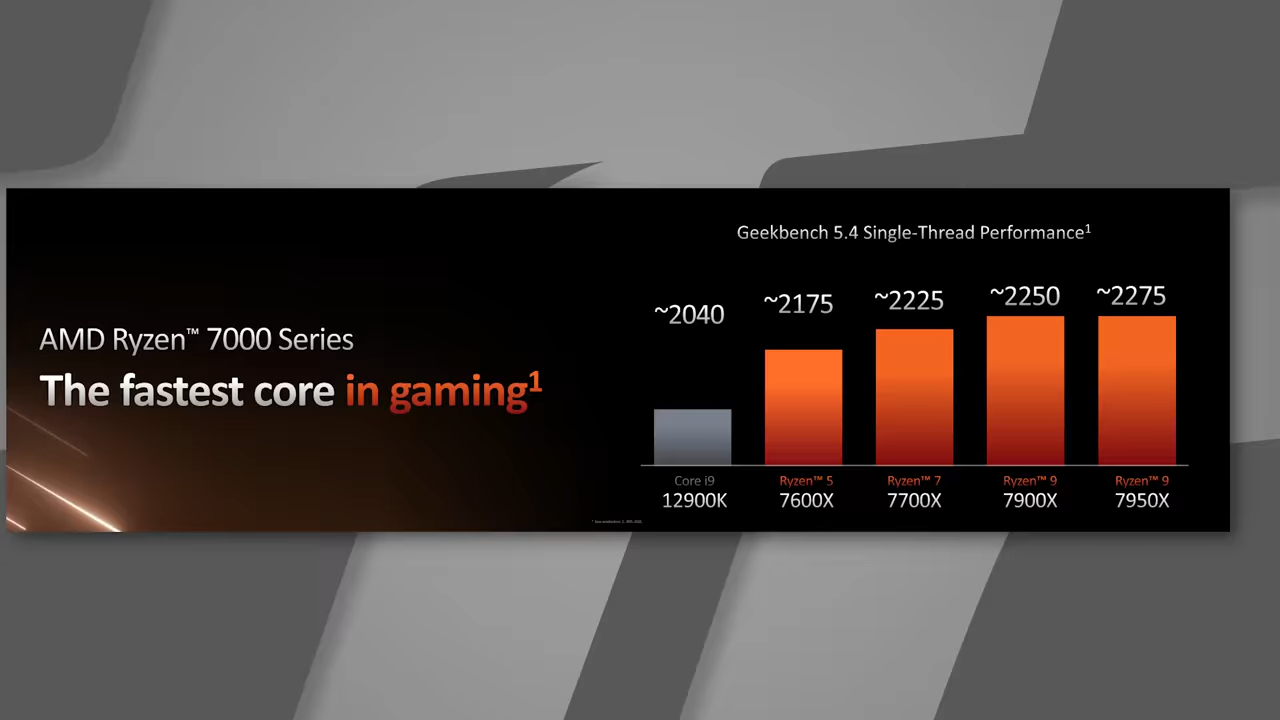 AMD Ryzen™ 7000 Series
The fastest core in gaming¹
Geekbench 5.4 Single-Thread Performance¹
~2040 ~2175 ~2225 ~2250 ~2275
Core i9 Ryzen™ 5 Ryzen™ 7 Ryzen™ 9 Ryzen™ 9
12900K 7600X 7700X 7900X 7950X